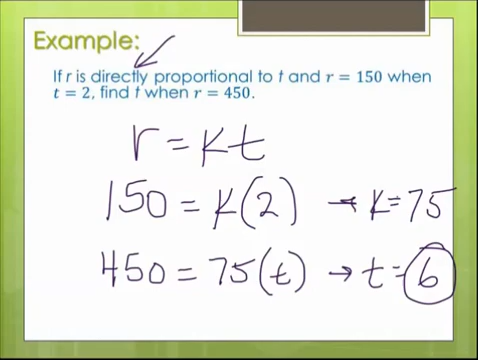 Example:
If r is directly proportional to t and r = 150 when
t = 2, find t when r = 450.
r = kt
150 = k(2) → k = 75
450 = 75(t) → t = 6